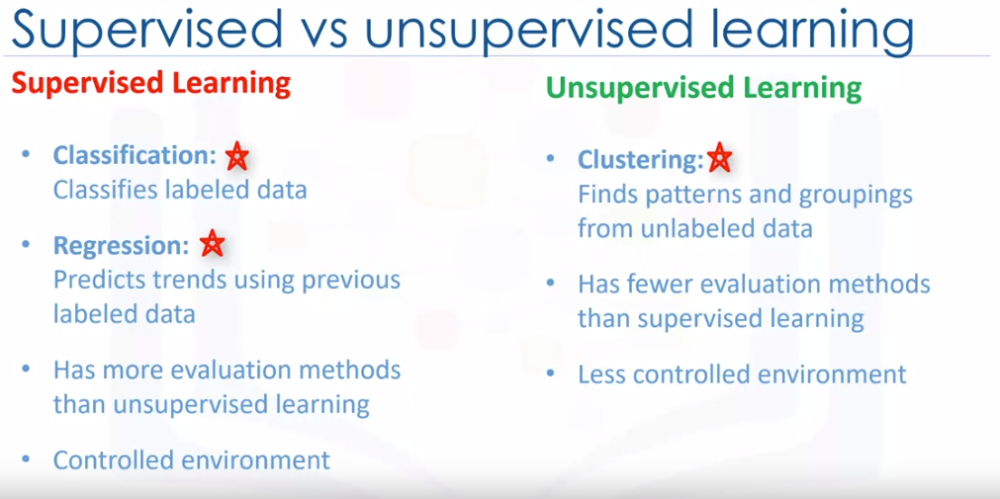 Supervised vs unsupervised learning
Supervised Learning
• Classification:
Classifies labeled data
• Regression:
Predicts trends using previous
labeled data
• Has more evaluation methods
than unsupervised learning
• Controlled environment
Unsupervised Learning
• Clustering:
Finds patterns and groupings
from unlabeled data
• Has fewer evaluation methods
than supervised learning
• Less controlled environment